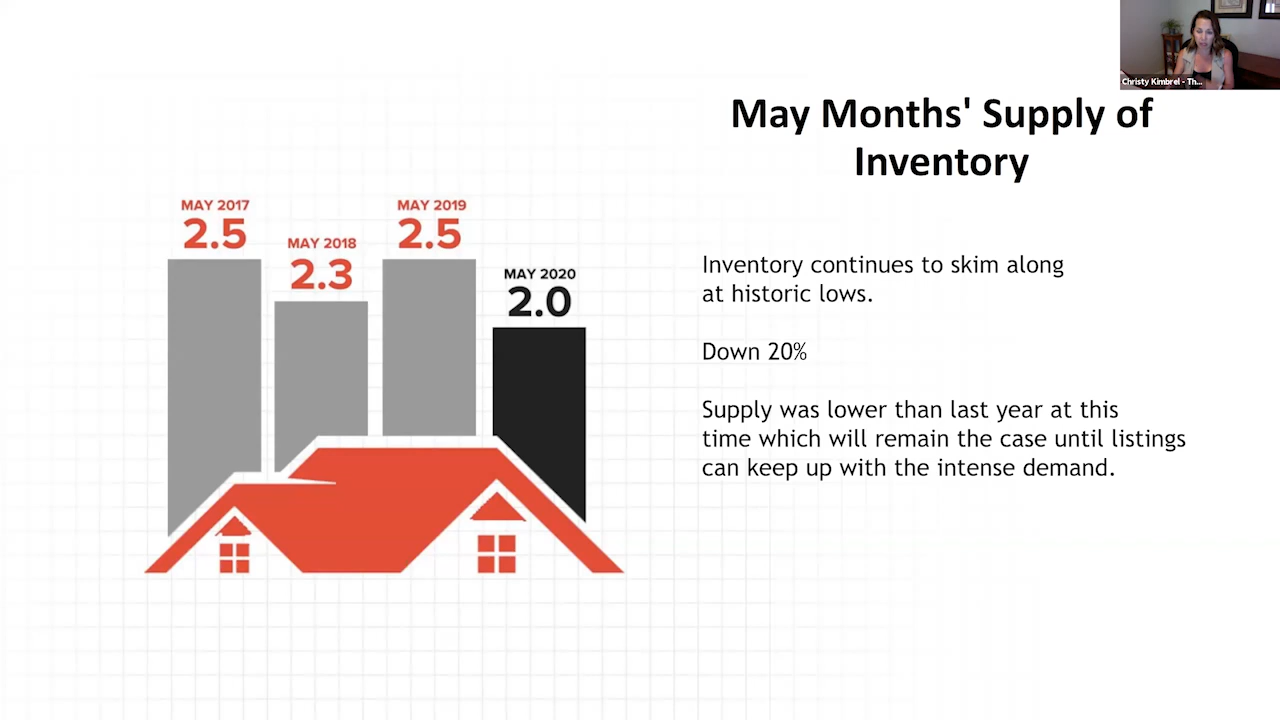 Christy Kimbrel - Th...
May Months' Supply of
Inventory
MAY 2017
2.5
MAY 2018
2.3
MAY 2019
2.5
MAY 2020
2.0
Inventory continues to skim along
at historic lows.
Down 20%
Supply was lower than last year at this
time which will remain the case until listings
can keep up with the intense demand.